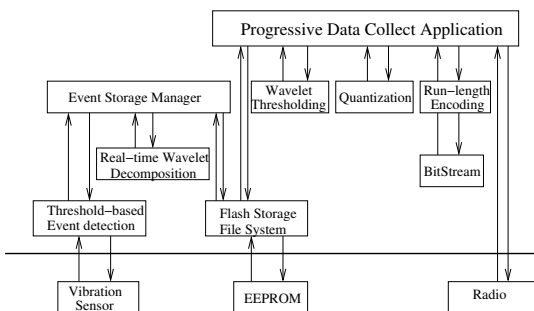 Progressive Data Collect Application
Wavelet
Thresholding
Quantization
Run−length
Encoding
Event Storage Manager
Real−time Wavelet
Decomposition
BitStream
Threshold−based
Event detection
Flash Storage
File System
Vibration
Sensor
EEPROM
Radio